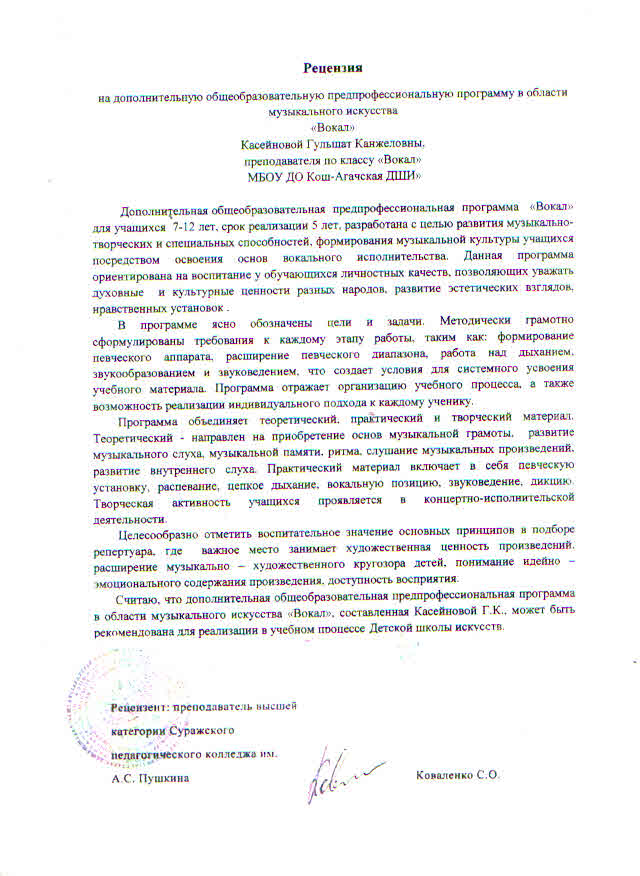 Рецензия
на дополнительную общеобразовательную предпрофессиональную программу в области
музыкального искусства
«Вокал»
Касейновой Гульшат Канжеловны,
преподавателя по классу «Вокал»
МБОУ ДО Кош-Агачская ДШИ»
Дополнительная общеобразовательная предпрофессиональная программа «Вокал»
для учащихся 7-12 лет, срок реализации 5 лет, разработана с целью развития музыкально-
творческих и специальных способностей, формирования музыкальной культуры учащихся
посредством освоения основ вокального исполнительства. Данная программа
ориентирована на воспитание у обучающихся личностных качеств, позволяющих уважать
духовные и культурные ценности разных народов, развитие эстетических взглядов,
нравственных установок .
В программе ясно обозначены цели и задачи. Методически грамотно
сформулированы требования к каждому этапу работы, таким как: формирование
певческого аппарата, расширение певческого диапазона, работа над дыханием,
звукообразованием и звуковедением, что создает условия для системного усвоения
учебного материала. Программа отражает организацию учебного процесса, а также
возможность реализации индивидуального подхода к каждому ученику.
Программа объединяет теоретический, практический и творческий материал.
Теоретический - направлен на приобретение основ музыкальной грамоты, развитие
музыкального слуха, музыкальной памяти, ритма, слушание музыкальных произведений,
развитие внутреннего слуха. Практический материал включает в себя певческую
установку, распевание, цепкое дыхание, вокальную позицию, звуковедение, дикцию.
Творческая активность учащихся проявляется в концертно-исполнительской
деятельности.
Целесообразно отметить воспитательное значение основных принципов в подборе
репертуара, где важное место занимает художественная ценность произведений,
расширение музыкально – художественного кругозора детей, понимание идейно –
эмоционального содержания произведения, доступность восприятия.
Считаю, что дополнительная общеобразовательная предпрофессиональная программа
в области музыкального искусства «Вокал», составленная Касейновой Г.К., может быть
рекомендована для реализации в учебном процессе Детской школы искусств.
Рецензент: преподаватель высшей
категории Суражского
педагогического колледжа им.
А.С. Пушкина
Коваленко С.О.